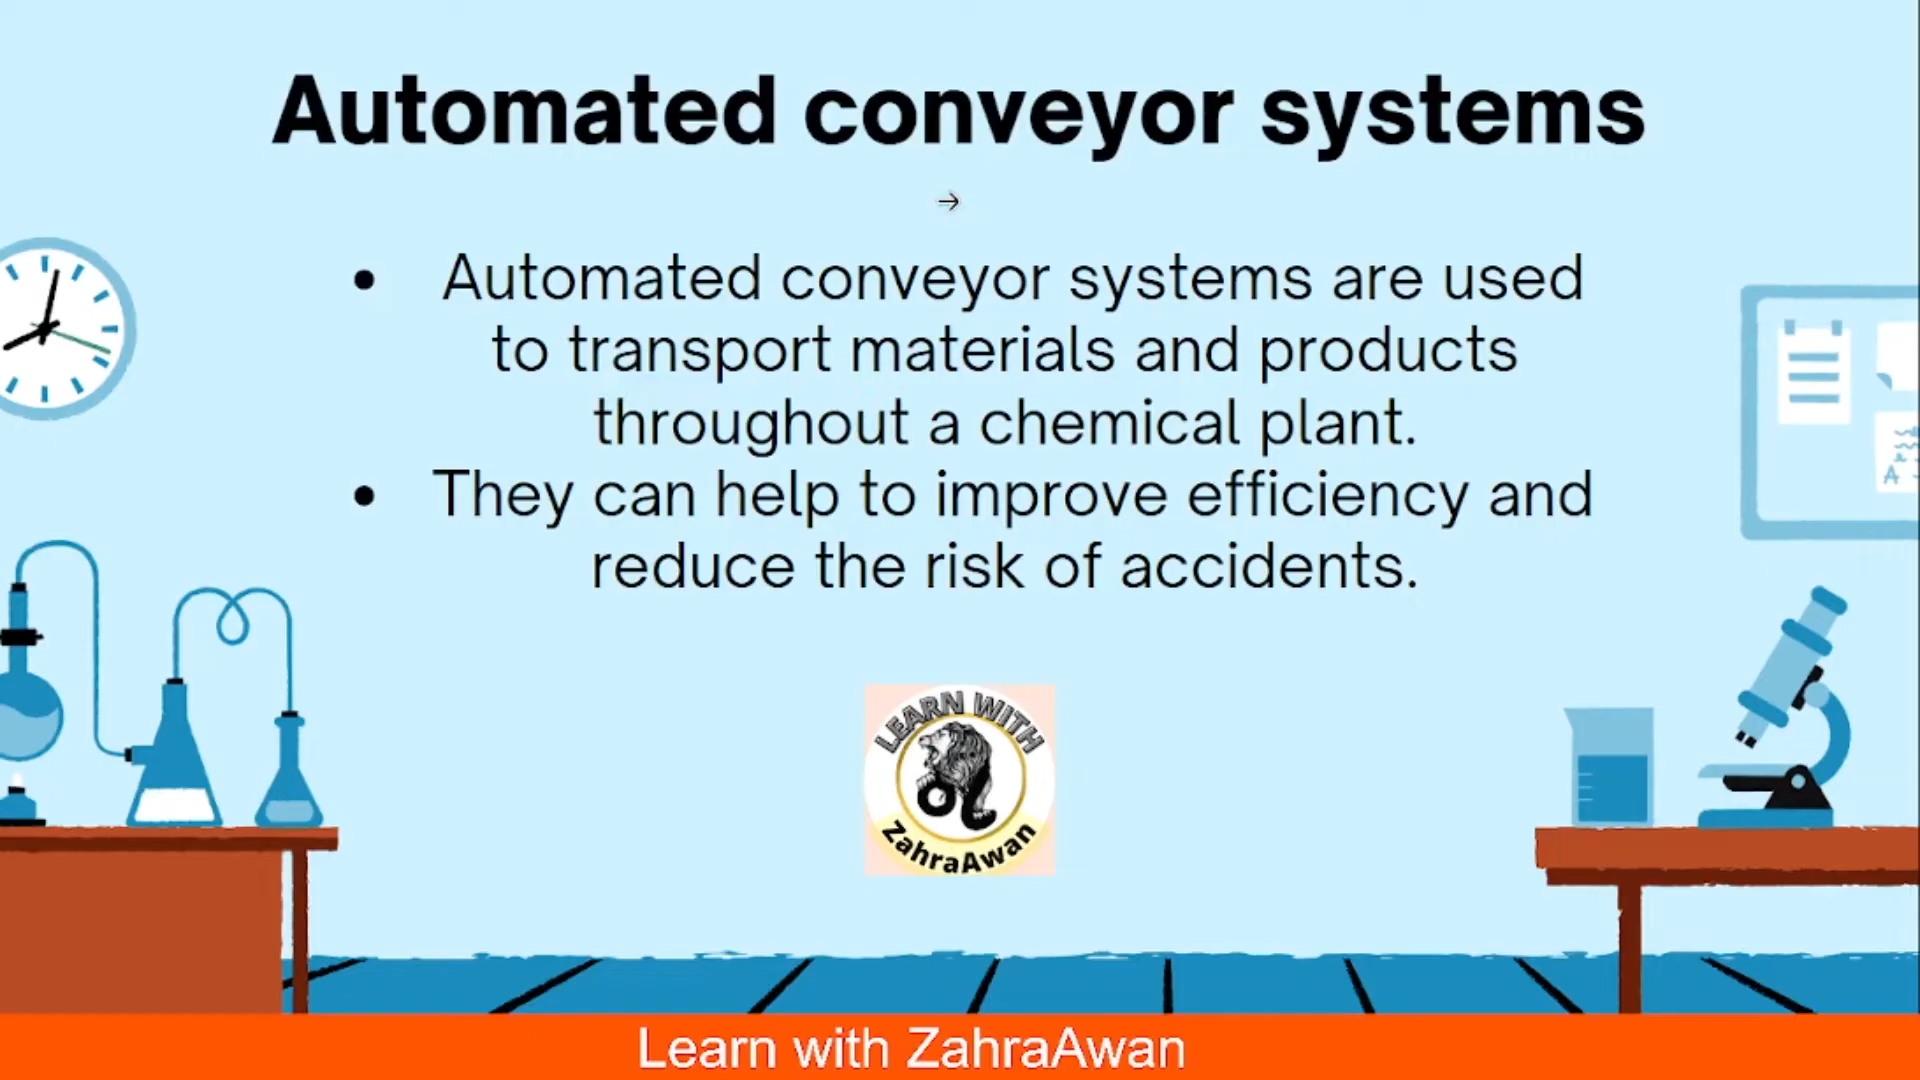 Automated conveyor systems
→
• Automated conveyor systems are used
to transport materials and products
throughout a chemical plant.
• They can help to improve efficiency and
reduce the risk of accidents.
A
LEARN WITH
ZahraAwan
Learn with ZahraAwan